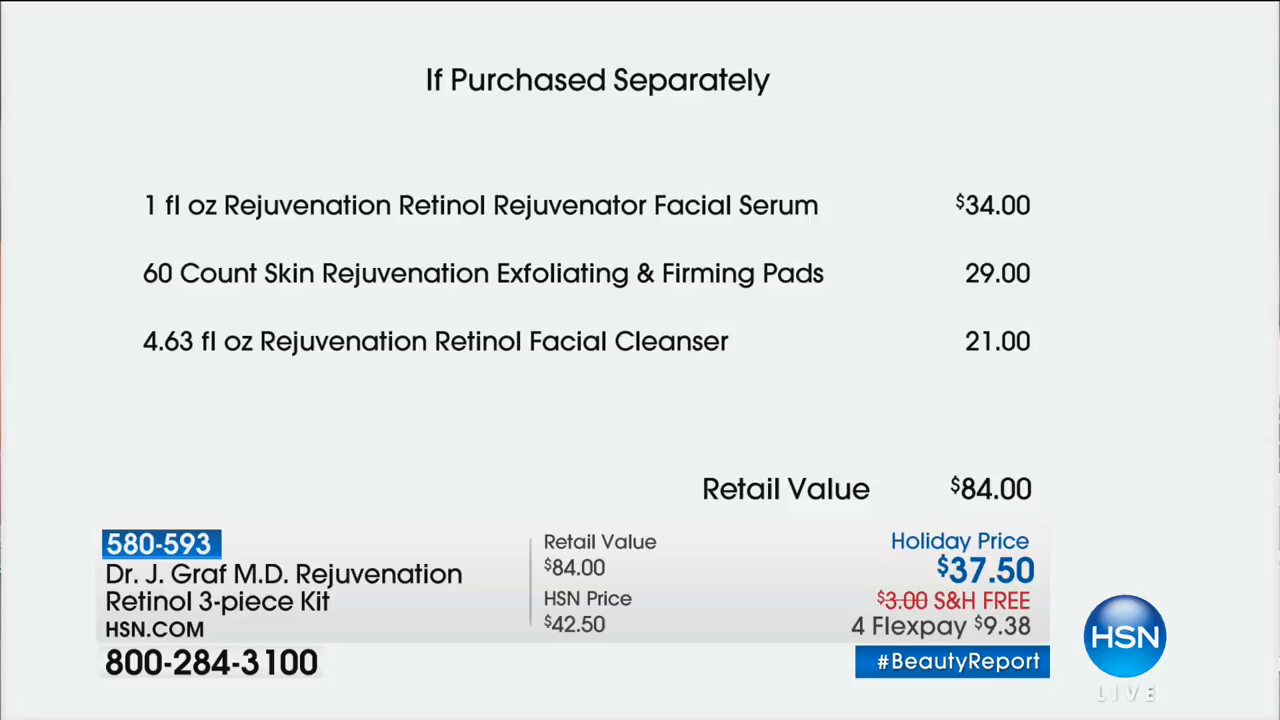 If Purchased Separately
1 fl oz Rejuvenation Retinol Rejuvenator Facial Serum $34.00
60 Count Skin Rejuvenation Exfoliating & Firming Pads 29.00
4.63 fl oz Rejuvenation Retinol Facial Cleanser 21.00
Retail Value $84.00
580-593
Dr. J. Graf M.D. Rejuvenation
Retinol 3-piece Kit
HSN.COM
800-284-3100
Retail Value
$84.00
HSN Price
$42.50
Holiday Price
$37.50
$3.00 S&H FREE
4 Flexpay $9.38
#BeautyReport
HSN
LIVE